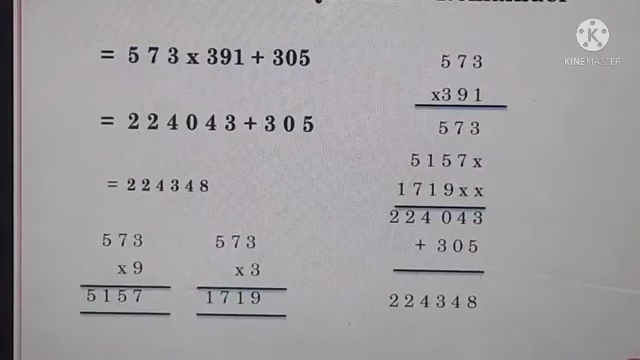 = 5 7 3 x 391 + 305
= 2 2 4 0 4 3 + 3 0 5
= 2 2 4 3 4 8
5 7 3
x 9
5 1 5 7
5 7 3
x 3
1 7 1 9
5 7 3
x3 9 1
5 7 3
5 1 5 7 x
1 7 1 9 x x
2 2 4 0 4 3
+ 3 0 5
2 2 4 3 4 8
KINEMASTER